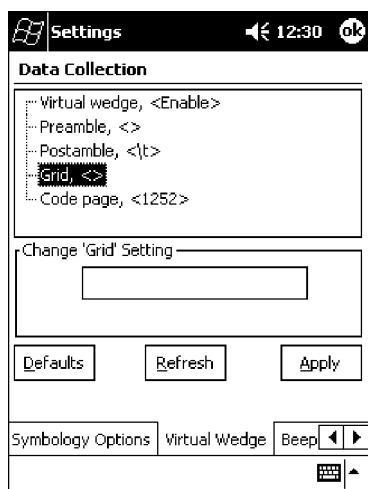 Settings 12:30 ok
Data Collection
Virtual wedge, <Enable>
Preamble, <>
Postamble, <\t>
Grid, <>
Code page, <1252>
Change 'Grid' Setting
Defaults Refresh Apply
Symbology Options Virtual Wedge Beep